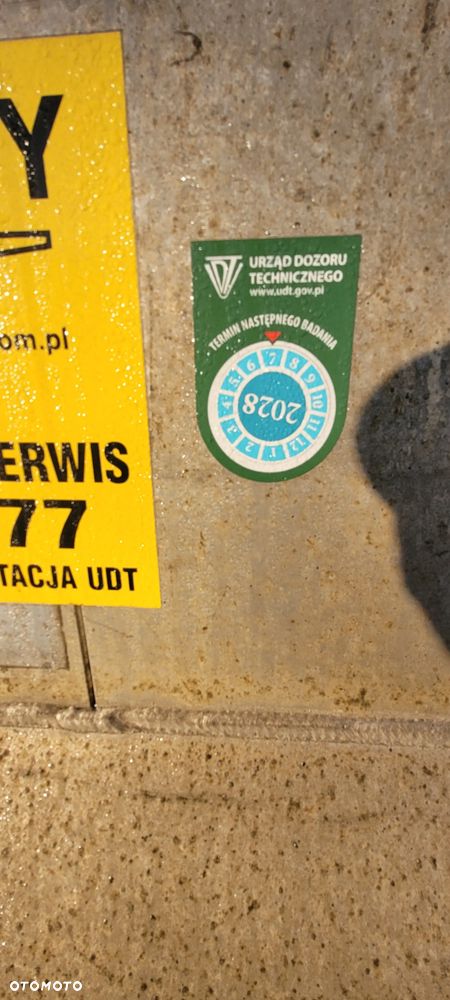 Y
om.pl
ERWIS
77
TACJA UDT
UDT
URZĄD DOZORU
TECHNICZNEGO
www.udt.gov.pl
TERMIN NASTĘPNEGO BADANIA
1 2 3 4 5 6 7 8 9 10 11 12
2028
OTOMOTO